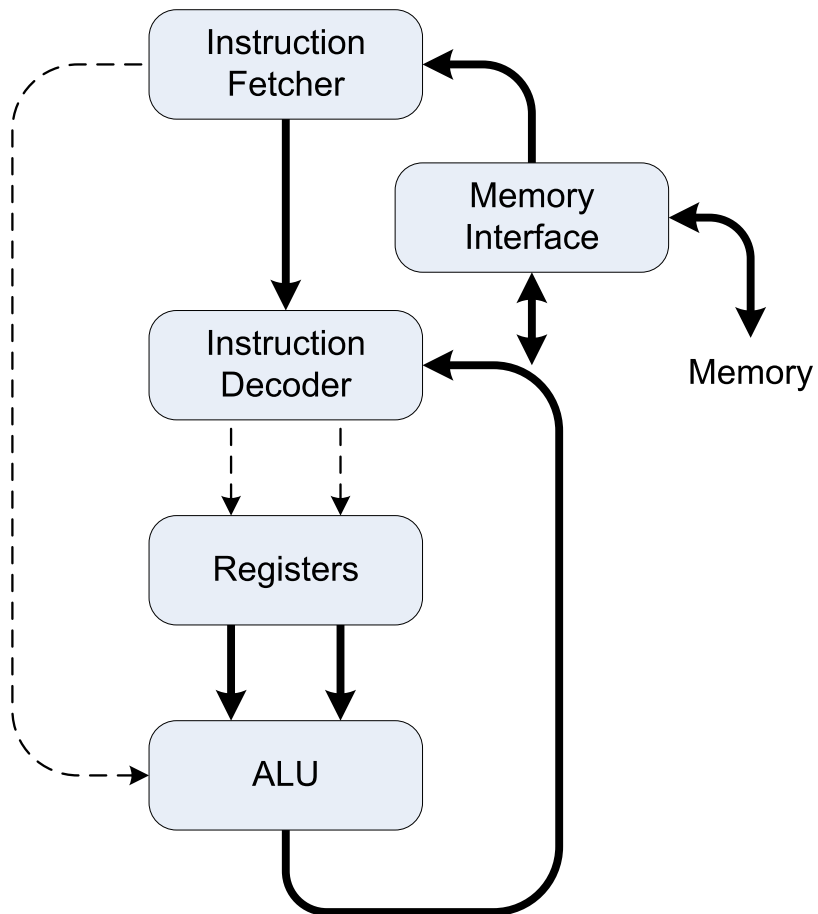 Instruction
Fetcher
Memory
Interface
Instruction
Decoder
Memory
Registers
ALU